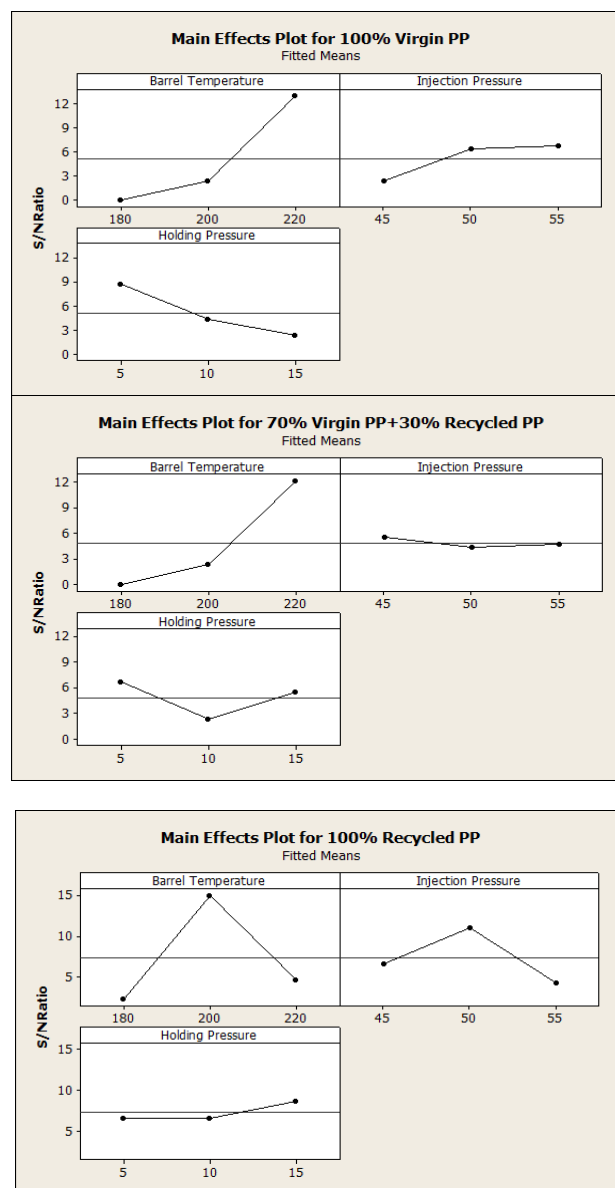 Main Effects Plot for 100% Virgin PP
Fitted Means
Barrel Temperature Injection Pressure
12
9
6
3
0
180 200 220 45 50 55
Holding Pressure
12
9
6
3
0
5 10 15
S/NRatio
Main Effects Plot for 70% Virgin PP+30% Recycled PP
Fitted Means
Barrel Temperature Injection Pressure
12
9
6
3
0
180 200 220 45 50 55
Holding Pressure
12
9
6
3
0
5 10 15
S/NRatio
Main Effects Plot for 100% Recycled PP
Fitted Means
Barrel Temperature Injection Pressure
15
10
5
180 200 220 45 50 55
Holding Pressure
15
10
5
5 10 15
S/NRatio